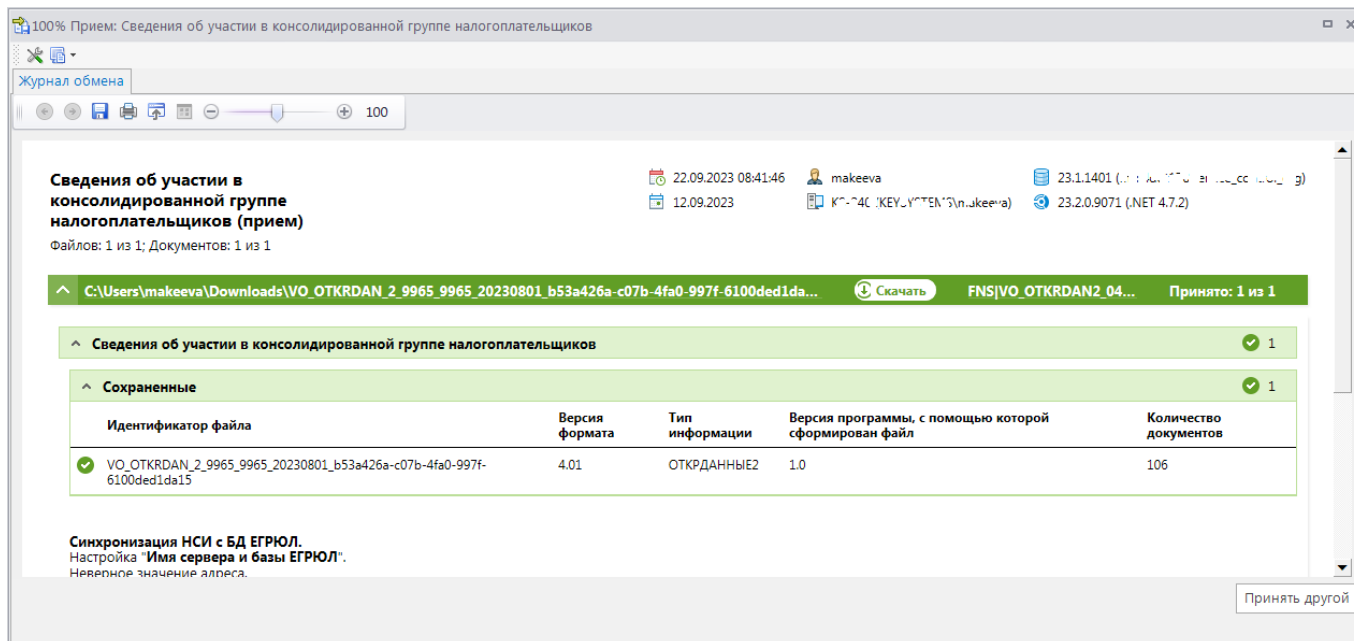 100% Прием: Сведения об участии в консолидированной группе налогоплательщиков
Журнал обмена
100
Сведения об участии в
консолидированной группе
налогоплательщиков (прием)
Файлов: 1 из 1; Документов: 1 из 1
22.09.2023 08:41:46
12.09.2023
makeeva
23.1.1401
23.2.0.9071 (.NET 4.7.2)
C:\Users\makeeva\Downloads\VO_OTKRDAN_2_9965_9965_20230801_b53a426a-c07b-4fa0-997f-6100ded1da... Скачать FNS|VO_OTKRDAN2_04... Принято: 1 из 1
Сведения об участии в консолидированной группе налогоплательщиков 1
Сохраненные 1
Идентификатор файла
Версия
формата
Тип
информации
Версия программы, с помощью которой
сформирован файл
Количество
документов
VO_OTKRDAN_2_9965_9965_20230801_b53a426a-c07b-4fa0-997f-
6100ded1da15
4.01
ОТКРДАННЫЕ2
1.0
106
Синхронизация НСИ с БД ЕГРЮЛ.
Настройка "Имя сервера и базы ЕГРЮЛ".
Неверное значение адреса.
Принять другой